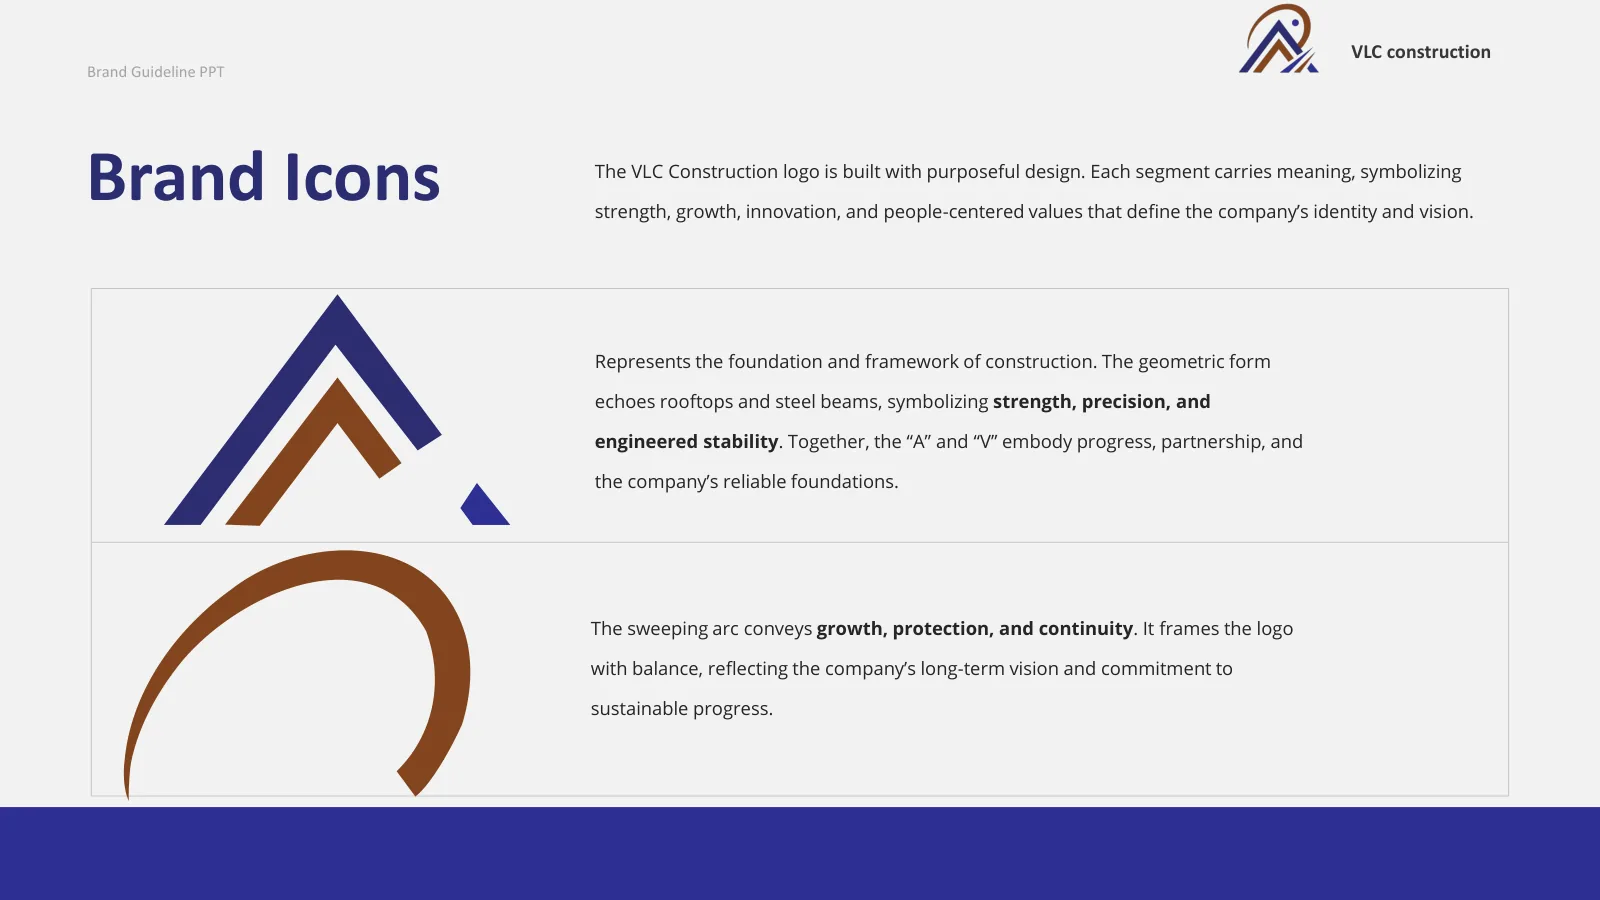 VLC construction
Brand Guideline PPT
Brand Icons
The VLC Construction logo is built with purposeful design. Each segment carries meaning, symbolizing
strength, growth, innovation, and people-centered values that define the company’s identity and vision.
Represents the foundation and framework of construction. The geometric form
echoes rooftops and steel beams, symbolizing strength, precision, and
engineered stability. Together, the “A” and “V” embody progress, partnership, and
the company’s reliable foundations.
The sweeping arc conveys growth, protection, and continuity. It frames the logo
with balance, reflecting the company’s long-term vision and commitment to
sustainable progress.